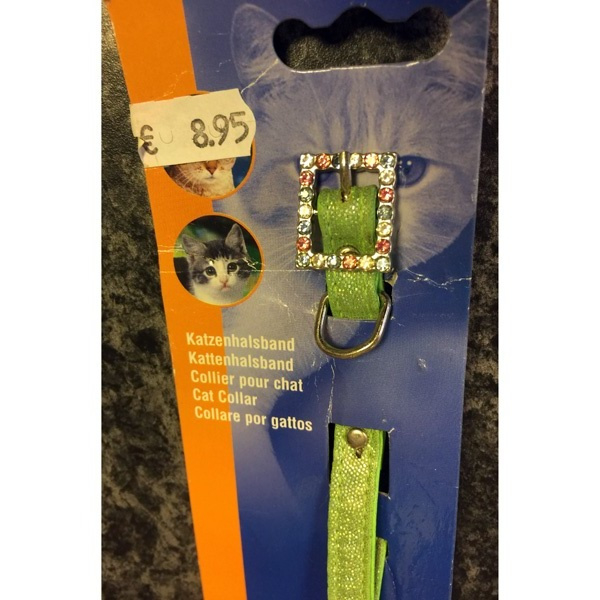 € 8.95
Katzenhalsband
Kattenhalsband
Collier pour chat
Cat Collar
Collare por gattos